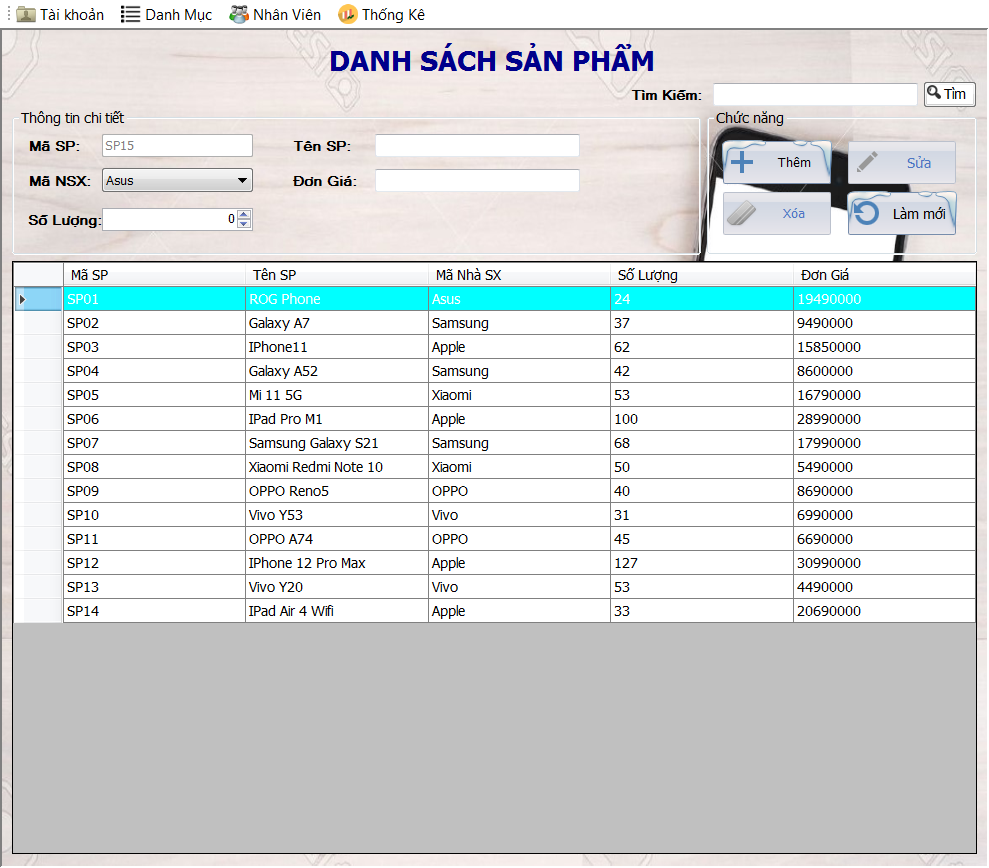 Tài khoản Danh Mục Nhân Viên Thống Kê
DANH SÁCH SẢN PHẨM
Tìm Kiếm: Tìm
Thông tin chi tiết
Mã SP: SP15 Tên SP:
Mã NSX: Asus Đơn Giá:
Số Lượng: 0
Chức năng
Thêm Sửa
Xóa Làm mới
Mã SP Tên SP Mã Nhà SX Số Lượng Đơn Giá
SP01 ROG Phone Asus 24 19490000
SP02 Galaxy A7 Samsung 37 9490000
SP03 IPhone11 Apple 62 15850000
SP04 Galaxy A52 Samsung 42 8600000
SP05 Mi 11 5G Xiaomi 53 16790000
SP06 IPad Pro M1 Apple 100 28990000
SP07 Samsung Galaxy S21 Samsung 68 17990000
SP08 Xiaomi Redmi Note 10 Xiaomi 50 5490000
SP09 OPPO Reno5 OPPO 40 8690000
SP10 Vivo Y53 Vivo 31 6990000
SP11 OPPO A74 OPPO 45 6690000
SP12 IPhone 12 Pro Max Apple 127 30990000
SP13 Vivo Y20 Vivo 53 4490000
SP14 IPad Air 4 Wifi Apple 33 20690000